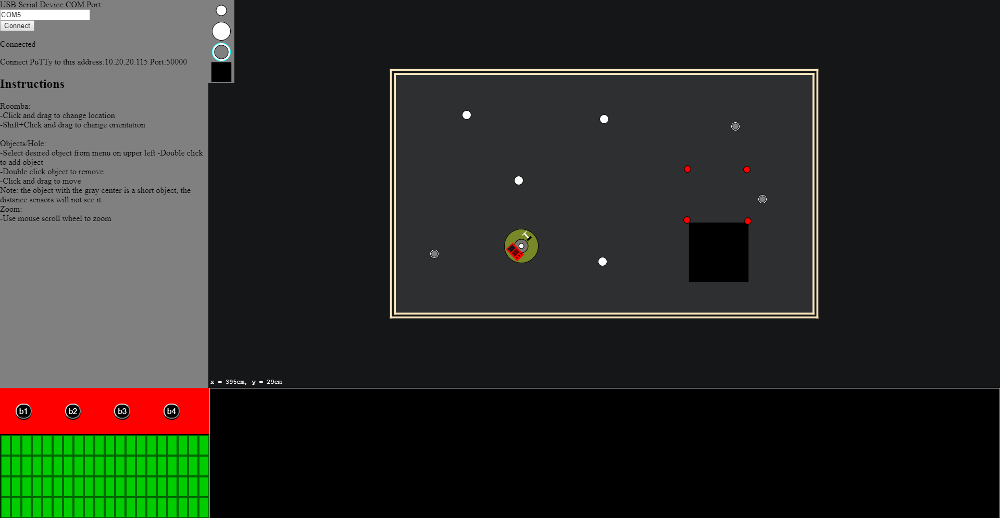 USB Serial Device COM Port:
COM5
Connect
Connected
Connect PuTTy to this address:10.20.20.115 Port:50000
Instructions
Roomba:
-Click and drag to change location
-Shift+Click and drag to change orientation
Objects/Hole:
-Select desired object from menu on upper left -Double click
to add object
-Double click object to remove
-Click and drag to move
Note: the object with the gray center is a short object, the
distance sensors will not see it
Zoom:
-Use mouse scroll wheel to zoom
x = 395cm, y = 29cm
b1 b2 b3 b4